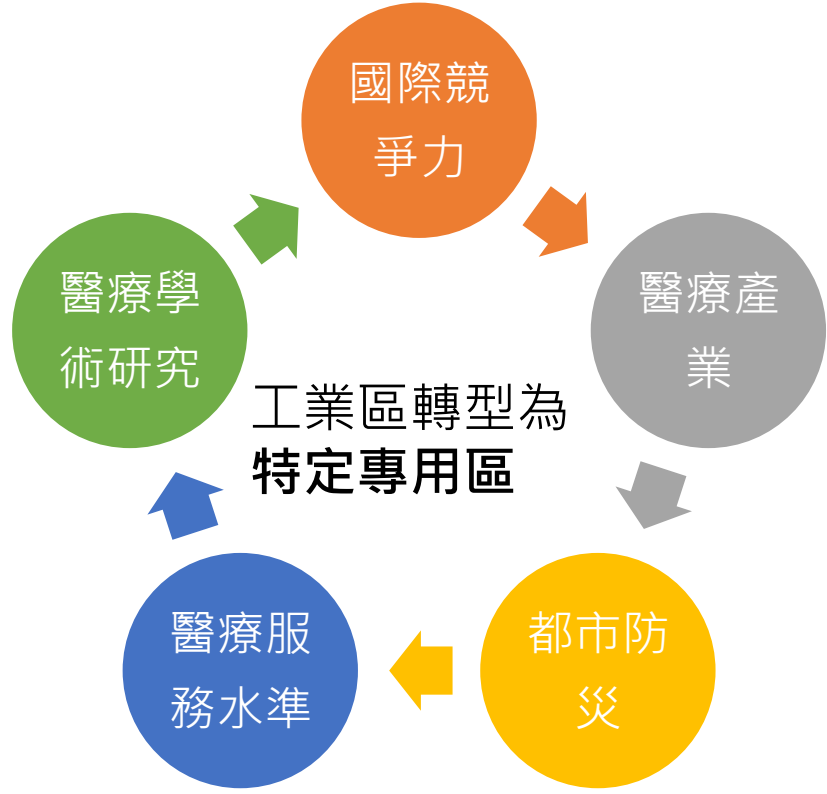 國際競
爭力
醫療產
業
都市防
災
醫療服
務水準
醫療學
術研究
工業區轉型為
特定專用區